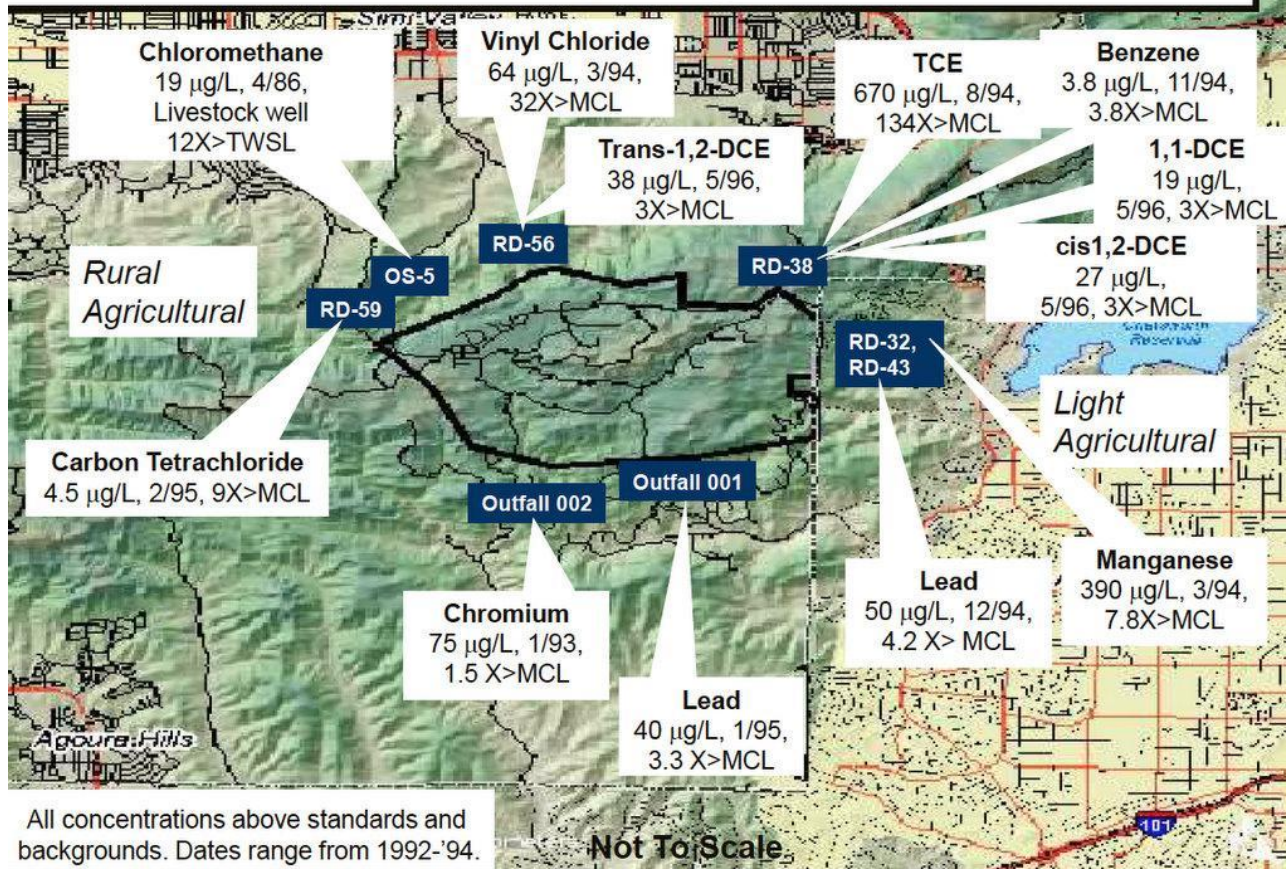 Simi Valley
Chloromethane
19 µg/L, 4/86,
Livestock well
12X>TWSL
Vinyl Chloride
64 µg/L, 3/94,
32X>MCL
TCE
670 µg/L, 8/94,
134X>MCL
Benzene
3.8 µg/L, 11/94,
3.8X>MCL
Trans-1,2-DCE
38 µg/L, 5/96,
3X>MCL
1,1-DCE
19 µg/L,
5/96, 3X>MCL
cis1,2-DCE
27 µg/L,
5/96, 3X>MCL
RD-56
OS-5
RD-38
RD-59
Rural
Agricultural
Reservoir
RD-32,
RD-43
Light
Agricultural
Carbon Tetrachloride
4.5 µg/L, 2/95, 9X>MCL
Outfall 002
Outfall 001
Chromium
75 µg/L, 1/93,
1.5 X>MCL
Lead
40 µg/L, 1/95,
3.3 X>MCL
Lead
50 µg/L, 12/94,
4.2 X> MCL
Manganese
390 µg/L, 3/94,
7.8X>MCL
Agoura Hills
All concentrations above standards and
backgrounds. Dates range from 1992-'94.
Not To Scale
101